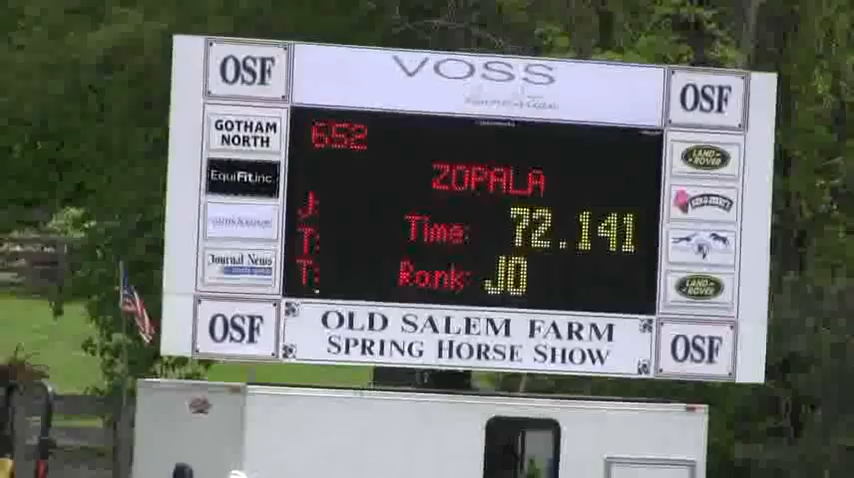 OSF
VOSS
OSF
GOTHAM
NORTH
EquiFit.inc
Journal News
LAND-
ROVER
652
ZOPALA
J:
T:
Time: 72.141
T:
Rank: JO
LAND-
ROVER
OSF
OLD SALEM FARM
SPRING HORSE SHOW
OSF